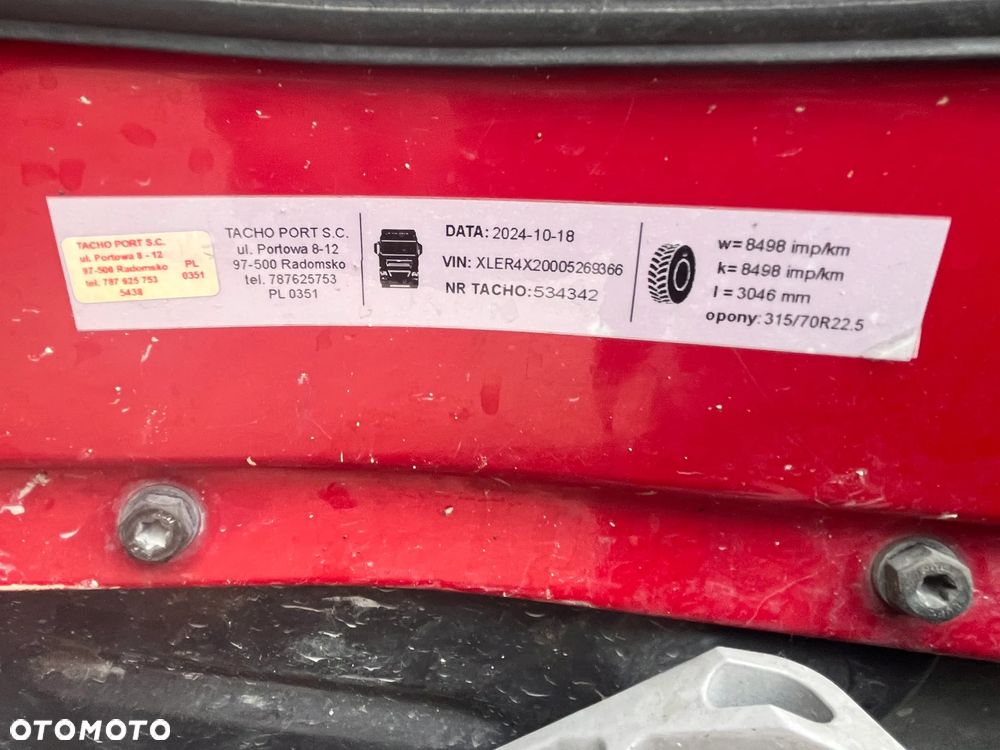 TACHO PORT S.C.
ul. Portowa 8 - 12
97-500 Radomsko
tel. 787 625 753
5438
PL
0351
TACHO PORT S.C.
ul. Portowa 8-12
97-500 Radomsko
tel. 787625753
PL 0351
DATA: 2024-10-18
VIN: XLER4X20005269366
NR TACHO:534342
w= 8498 imp/km
k= 8498 imp/km
l = 3046 mm
opony: 315/70R22.5
OTOMOTO